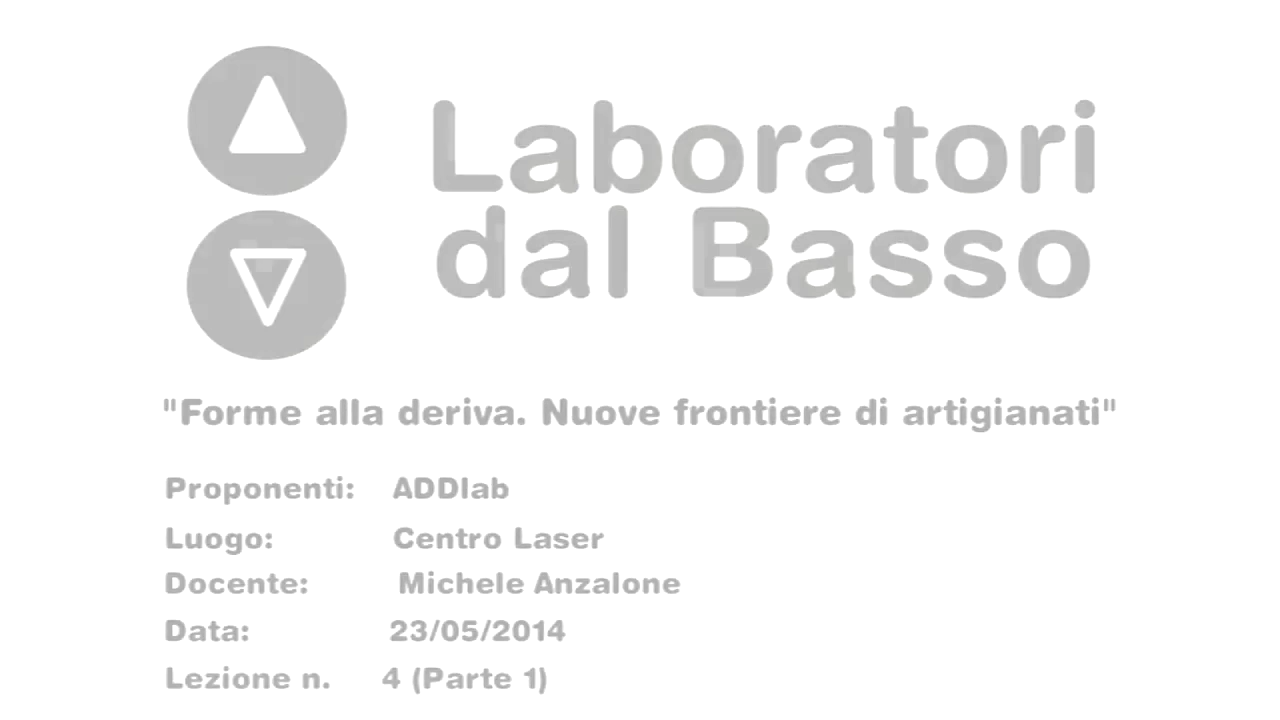 Laboratori
dal Basso
"Forme alla deriva. Nuove frontiere di artigianati"
Proponenti: ADDlab
Luogo: Centro Laser
Docente: Michele Anzalone
Data: 23/05/2014
Lezione n. 4 (Parte 1)